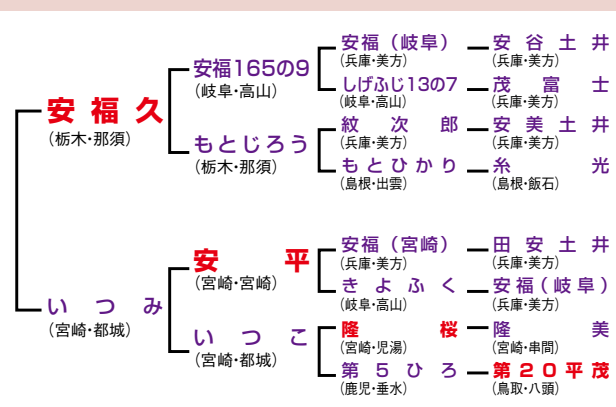 安福久
(栃木・那須)
安福165の9
(岐阜・高山)
安福(岐阜)
(兵庫・美方)
安谷土井
(兵庫・美方)
しげふじ13の7
(岐阜・高山)
茂富士
(兵庫・美方)
もとじろう
(栃木・那須)
紋次郎
(兵庫・美方)
安美土井
(兵庫・美方)
もとひかり
(島根・出雲)
糸光
(島根・飯石)
いつみ
(宮崎・都城)
安平
(宮崎・宮崎)
安福(宮崎)
(兵庫・美方)
田安土井
(兵庫・美方)
きよふく
(岐阜・高山)
安福(岐阜)
(兵庫・美方)
いつこ
(宮崎・都城)
隆桜
(宮崎・児湯)
隆美
(宮崎・串間)
第5ひろ
(鹿児・垂水)
第20平茂
(鳥取・八頭)